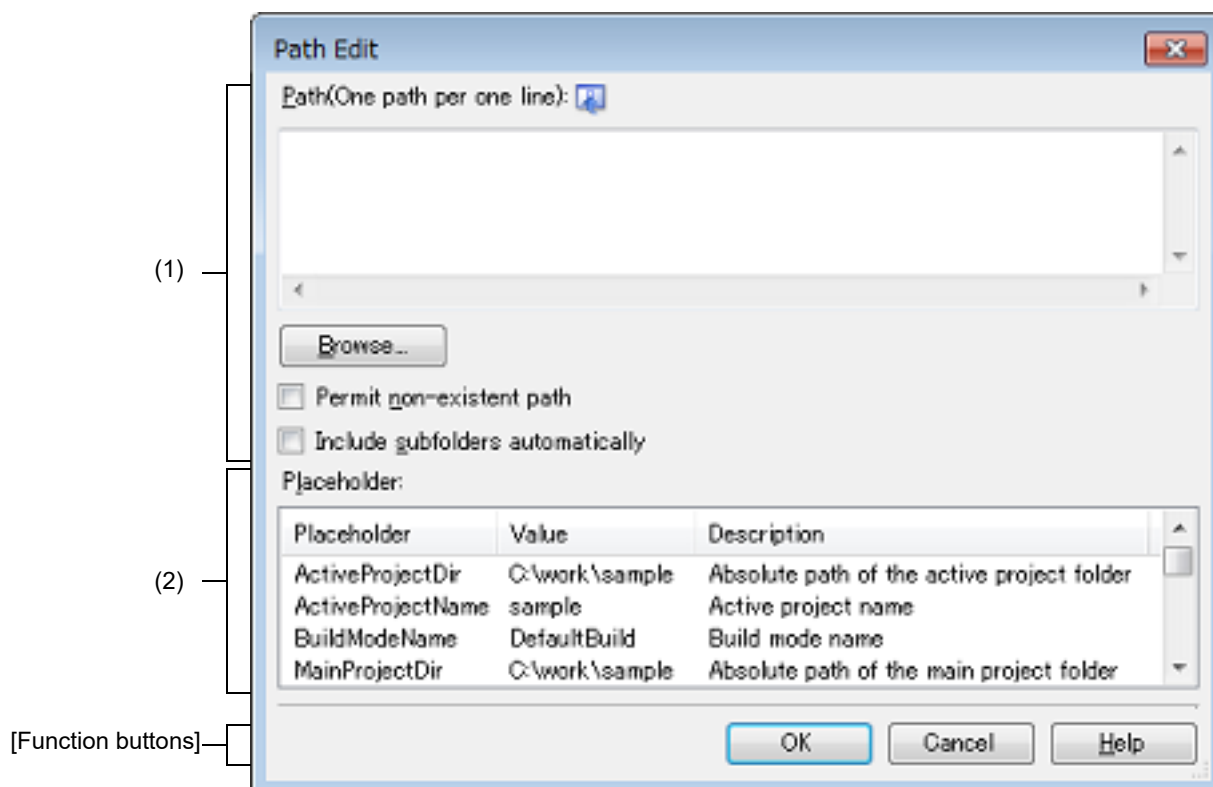 Path Edit
Path(One path per one line):
(1)
Browse...
Permit non-existent path
Include subfolders automatically
Placeholder:
Placeholder Value Description
(2)
ActiveProjectDir C:\work\sample Absolute path of the active project folder
ActiveProjectName sample Active project name
BuildModeName DefaultBuild Build mode name
MainProjectDir C:\work\sample Absolute path of the main project folder
[Function buttons]
OK Cancel Help